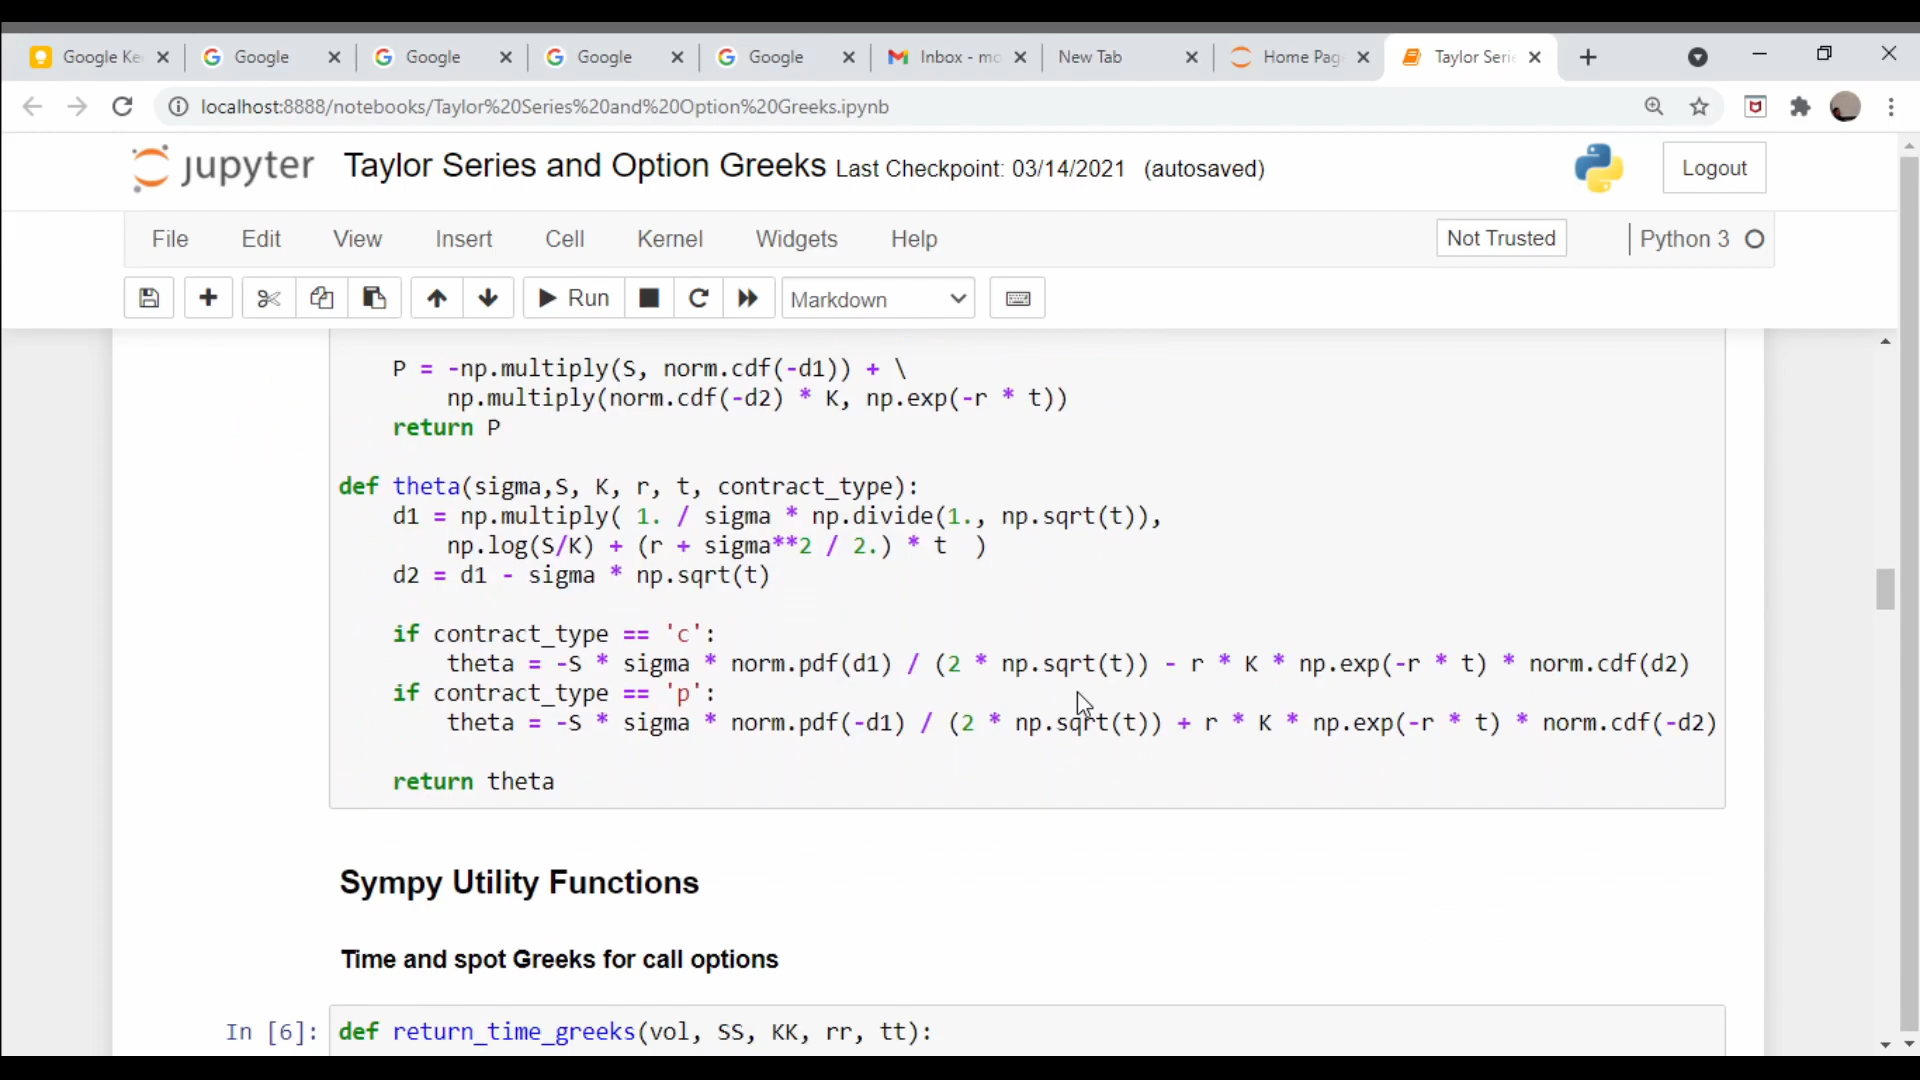 Google Ke
Google
Google
Google
Google
Inbox - mo
New Tab
Home Pag
Taylor Serie
localhost:8888/notebooks/Taylor%20Series%20and%20Option%20Greeks.ipynb
jupyter Taylor Series and Option Greeks Last Checkpoint: 03/14/2021 (autosaved)
Logout
File Edit View Insert Cell Kernel Widgets Help
Not Trusted
Python 3
Run
Markdown
P = -np.multiply(S, norm.cdf(-d1)) + \
np.multiply(norm.cdf(-d2) * K, np.exp(-r * t))
return P
def theta(sigma,S, K, r, t, contract_type):
d1 = np.multiply( 1. / sigma * np.divide(1., np.sqrt(t)),
np.log(S/K) + (r + sigma**2 / 2.) * t  )
d2 = d1 - sigma * np.sqrt(t)
if contract_type == 'c':
theta = -S * sigma * norm.pdf(d1) / (2 * np.sqrt(t)) - r * K * np.exp(-r * t) * norm.cdf(d2)
if contract_type == 'p':
theta = -S * sigma * norm.pdf(-d1) / (2 * np.sqrt(t)) + r * K * np.exp(-r * t) * norm.cdf(-d2)
return theta
Sympy Utility Functions
Time and spot Greeks for call options
In [6]: def return_time_greeks(vol, SS, KK, rr, tt):